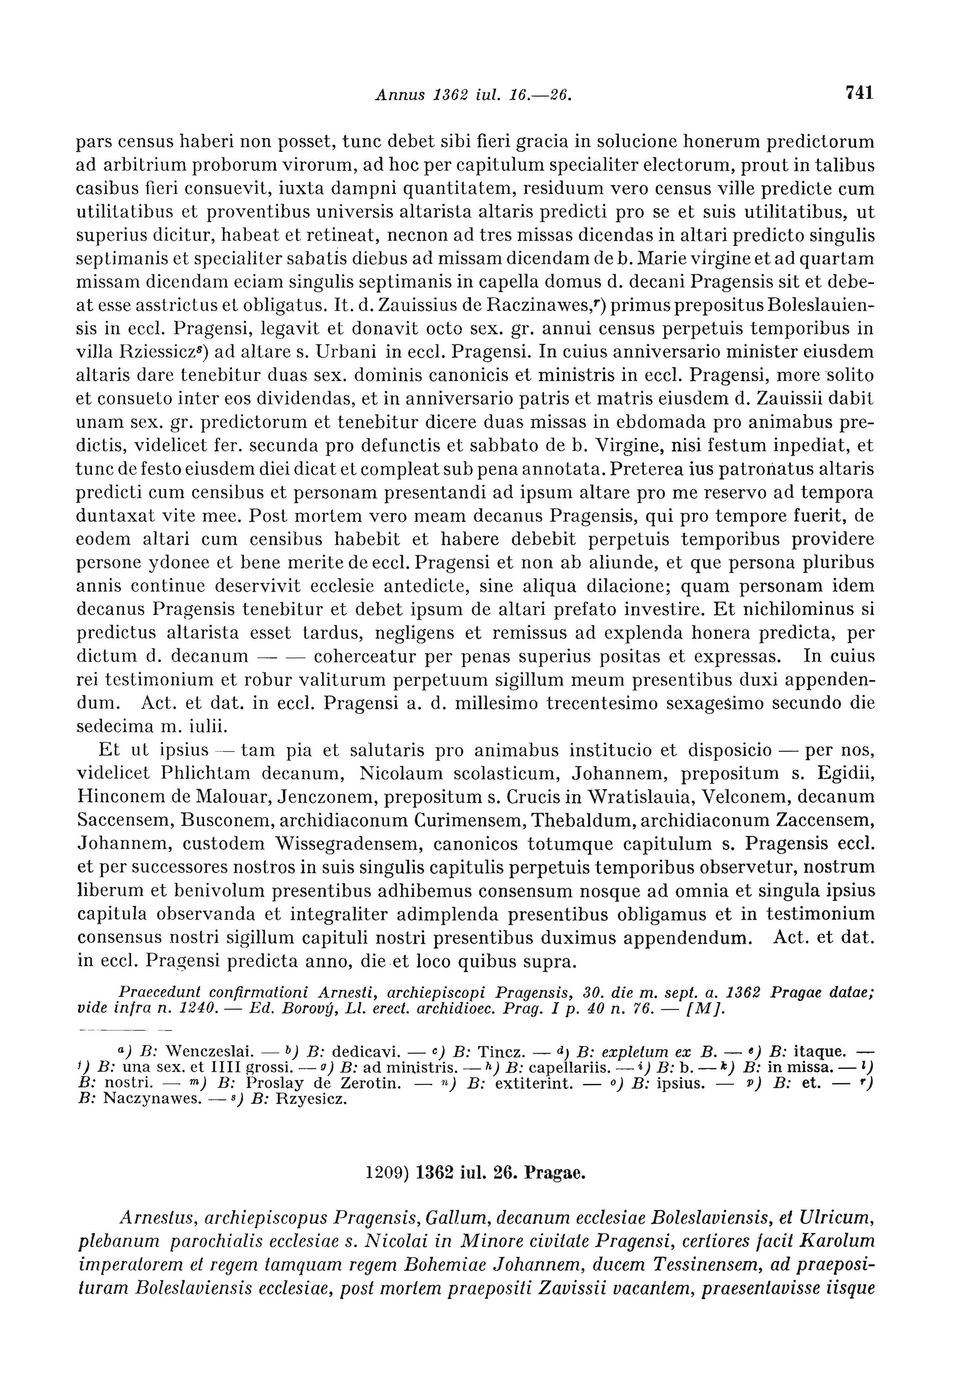 Annus 1362 iul. 16.—26. 741
pars census haberi non posset, tunc debet sibi fieri gracia in solucione honerum predictorum
ad arbitrium proborum virorum, ad hoc per capitulum specialiter electorum, prout in talibus
casibus fieri consuevit, iuxta dampni quantitatem, residuum vero census ville predicte cum
utilitatibus et proventibus universis altarista altaris predicti pro se et suis utilitatibus, ut
superius dicitur, habeat et retineat, necnon ad tres missas dicendas in altari predicto singulis
septimanis et specialiter sabatis diebus ad missam dicendam de b. Marie virgine et ad quartam
missam dicendam eciam singulis septimanis in capella domus d. decani Pragensis sit et debe-
at esse asstrictus et obligatus. It. d. Zauissius de Raczinawes,r) primus prepositus Boleslauien-
sis in eccl. Pragensi, legavit et donavit octo sex. gr. annui census perpetuis temporibus in
villa Rziessiczs) ad altare s. Urbani in eccl. Pragensi. In cuius anniversario minister eiusdem
altaris dare tenebitur duas sex. dominis canonicis et ministris in eccl. Pragensi, more solito
et consueto inter eos dividendas, et in anniversario patris et matris eiusdem d. Zauissii dabit
unam sex. gr. predictorum et tenebitur dicere duas missas in ebdomada pro animabus pre-
dictis, videlicet fer. secunda pro defunctis et sabbato de b. Virgine, nisi festum inpediat, et
tunc de festo eiusdem diei dicat et compleat sub pena annotata. Preterea ius patronatus altaris
predicti cum censibus et personam presentandi ad ipsum altare pro me reservo ad tempora
duntaxat vite mee. Post mortem vero meam decanus Pragensis, qui pro tempore fuerit, de
eodem altari cum censibus habebit et habere debebit perpetuis temporibus providere
persone ydonee et bene merite de eccl. Pragensi et non ab aliunde, et que persona pluribus
annis continue deservivit ecclesie antedicte, sine aliqua dilacione; quam personam idem
decanus Pragensis tenebitur et debet ipsum de altari prefato investire. Et nichilominus si
predictus altarista esset tardus, negligens et remissus ad explenda honera predicta, per
dictum d. decanum — — coherceatur per penas superius positas et expressas. In cuius
rei testimonium et robur valiturum perpetuum sigillum meum presentibus duxi appenden-
dum. Act. et dat. in eccl. Pragensi a. d. millesimo trecentesimo sexagesimo secundo die
sedecima m. iulii.
Et ut ipsius — tam pia et salutaris pro animabus institucio et disposicio — per nos,
videlicet Phlichtam decanum, Nicolaum scolasticum, Johannem, prepositum s. Egidii,
Hinconem de Malouar, Jenczonem, prepositum s. Crucis in Wratislauia, Velconem, decanum
Saccensem, Busconem, archidiaconum Curimensem, Thebaldum, archidiaconum Zaccensem,
Johannem, custodem Wissegradensem, canonicos totumque capitulum s. Pragensis eccl.
et per successores nostros in suis singulis capitulis perpetuis temporibus observetur, nostrum
liberum et benivolum presentibus adhibemus consensum nosque ad omnia et singula ipsius
capitula observanda et integraliter adimplenda presentibus obligamus et in testimonium
consensus nostri sigillum capituli nostri presentibus duximus appendendum. Act. et dat.
in eccl. Pragensi predicta anno, die et loco quibus supra.
Praecedunt confirmationi Arnesti, archiepiscopi Pragensis, 30. die m. sept. a. 1362 Pragae datae;
vide infra n. 1240. — Ed. Borový, Ll. erect. archidioec. Prag. I p. 40 n. 76. — [M].
a) B: Wenczeslai. — b) B: dedicavi. — c) B: Tincz. — d) B: expletum ex B. — e) B: itaque. —
f) B: una sex. et IIII grossi. — g) B: ad ministris. — h) B: capellariis. — i) B: b. — k) B: in missa. — l)
B: nostri. — m) B: Proslay de Zerotin. — n) B: extiterint. — o) B: ipsius. — p) B: et. — r)
B: Naczynawes. — s) B: Rzyesicz.
1209) 1362 iul. 26. Pragae.
Arnestus, archiepiscopus Pragensis, Gallum, decanum ecclesiae Boleslaviensis, et Ulricum,
plebanum parochialis ecclesiae s. Nicolai in Minore civitate Pragensi, certiores facit Karolum
imperatorem et regem tamquam regem Bohemiae Johannem, ducem Tessinensem, ad praeposi-
turam Boleslaviensis ecclesiae, post mortem praepositi Zavissii vacantem, praesentavisse iisque